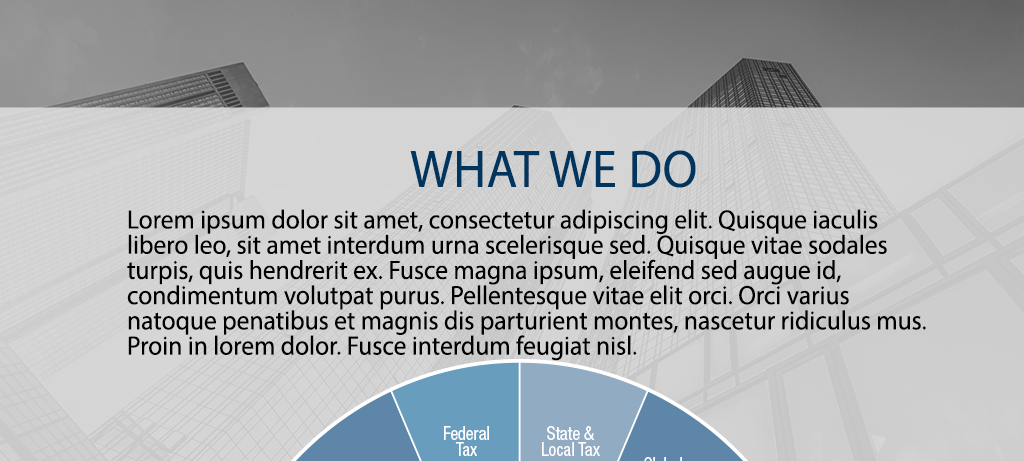 WHAT WE DO
Lorem ipsum dolor sit amet, consectetur adipiscing elit. Quisque iaculis
libero leo, sit amet interdum urna scelerisque sed. Quisque vitae sodales
turpis, quis hendrerit ex. Fusce magna ipsum, eleifend sed augue id,
condimentum volutpat purus. Pellentesque vitae elit orci. Orci varius
natoque penatibus et magnis dis parturient montes, nascetur ridiculus mus.
Proin in lorem dolor. Fusce interdum feugiat nisl.
Federal
Tax
State &
Local Tax